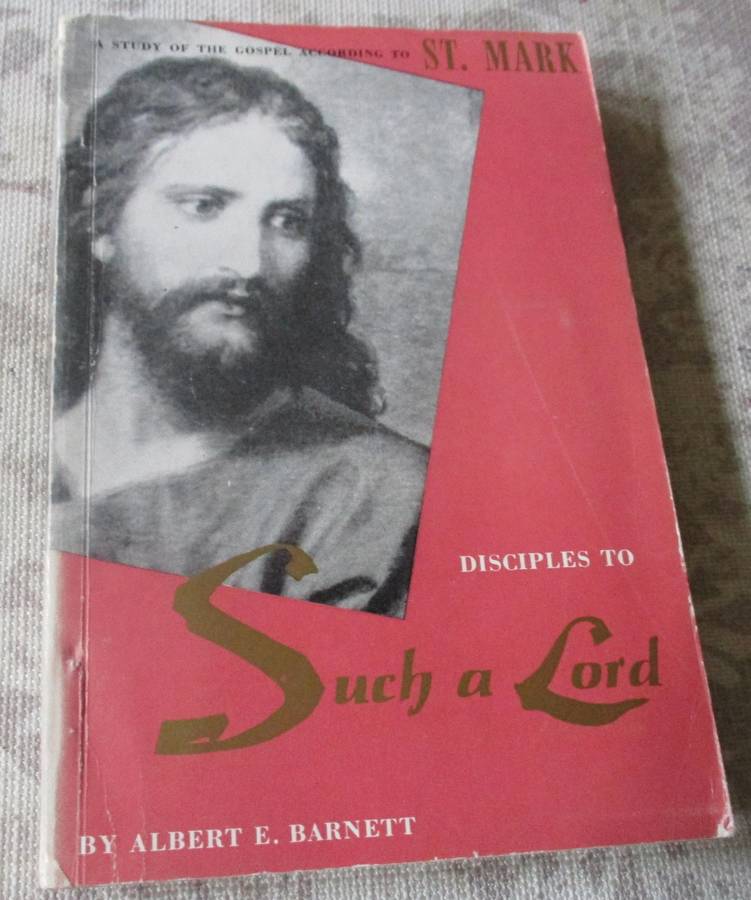 A STUDY OF THE GOSPEL ACCORDING TO ST. MARK
DISCIPLES TO
Such a Lord
BY ALBERT E. BARNETT